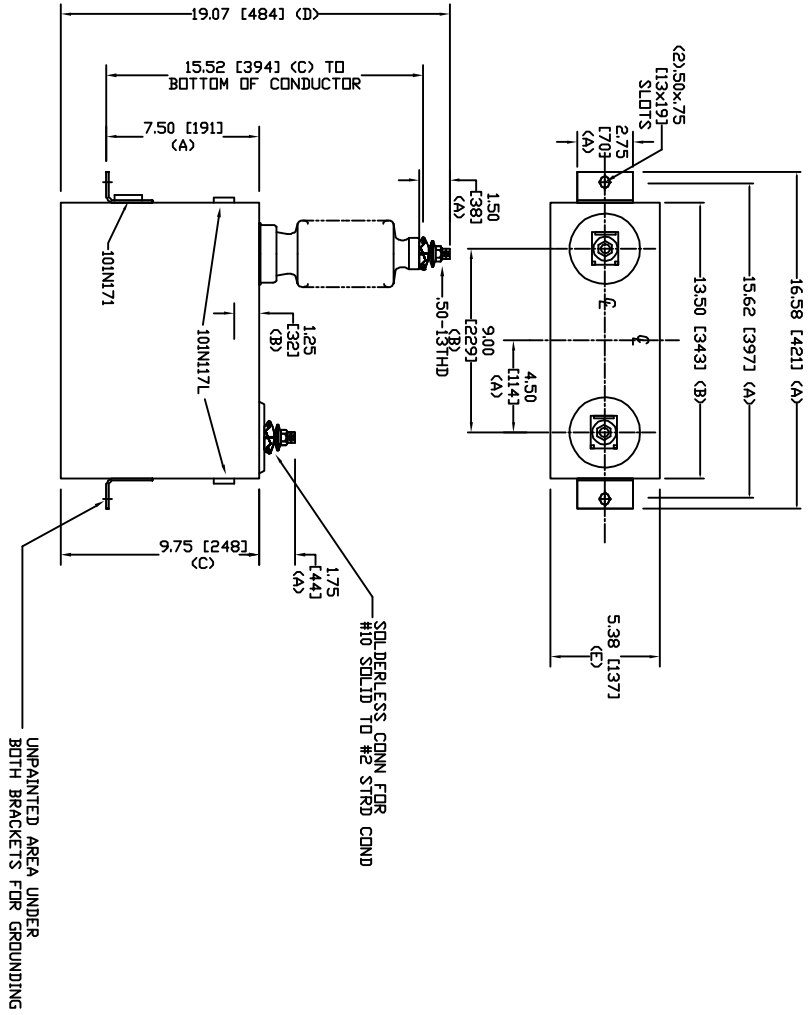 19.07 [484] (D)
15.52 [394] (C) TO
BOTTOM OF CONDUCTOR
7.50 [191]
(A)
1.50
[38]
(A)
.50-13THD
(B)
101N171
101N117L
1.25
[32]
(B)
9.75 [248]
(C)
1.75
[44]
(A)
SOLDERLESS CONN FOR
#10 SOLID TO #2 STRD COND
UNPAINTED AREA UNDER
BOTH BRACKETS FOR GROUNDING
(2).50x.75
[13x19]
SLOTS
2.75
[70]
(A)
16.58 [421] (A)
15.62 [397] (A)
13.50 [343] (B)
9.00
[229]
4.50
[114]
(A)
CL
CL
5.38 [137]
(E)